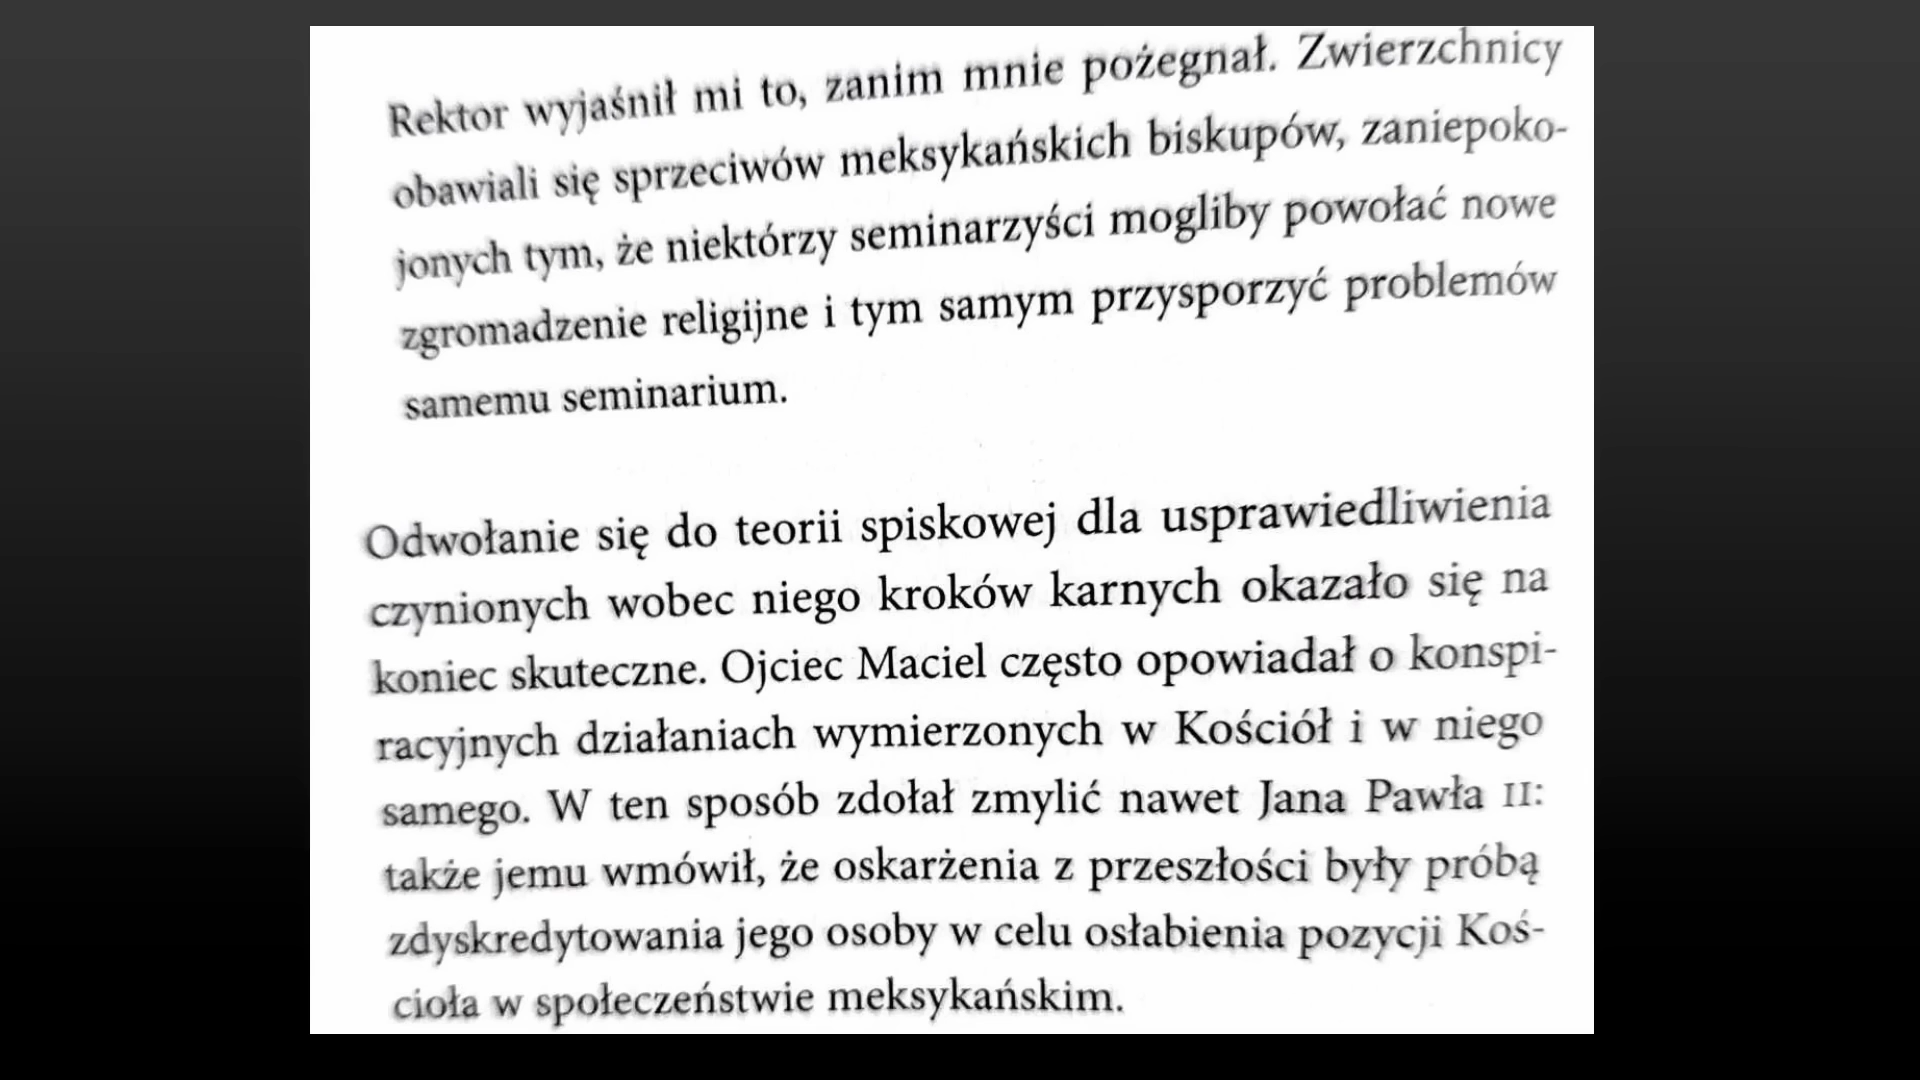 Rektor wyjaśnił mi to, zanim mnie pożegnał. Zwierzchnicy
obawiali się sprzeciwów meksykańskich biskupów, zaniepoko-
jonych tym, że niektórzy seminarzyści mogliby powołać nowe
zgromadzenie religijne i tym samym przysporzyć problemów
samemu seminarium.
Odwołanie się do teorii spiskowej dla usprawiedliwienia
czynionych wobec niego kroków karnych okazało się na
koniec skuteczne. Ojciec Maciel często opowiadał o konspi-
racyjnych działaniach wymierzonych w Kościół i w niego
samego. W ten sposób zdołał zmylić nawet Jana Pawła II:
także jemu wmówił, że oskarżenia z przeszłości były próbą
zdyskredytowania jego osoby w celu osłabienia pozycji Koś-
cioła w społeczeństwie meksykańskim.